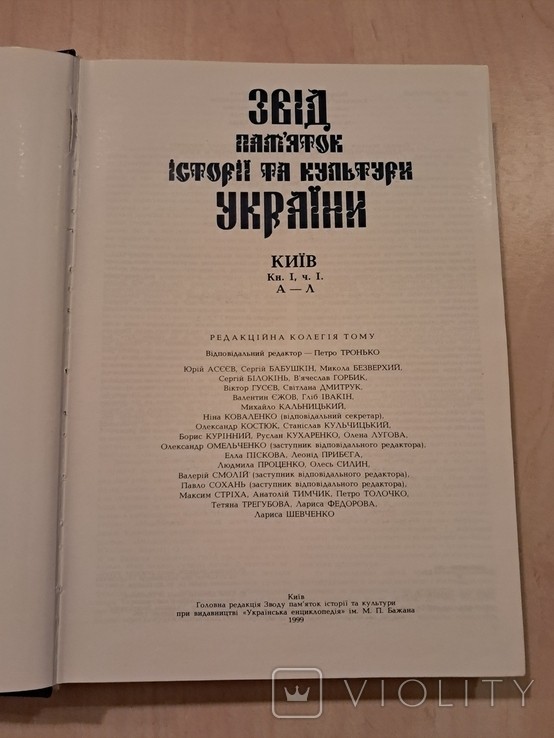 ЗВІД
ПАМ'ЯТОК
ІСТОРІЇ ТА КУЛЬТУРИ
УКРАЇНИ
КИЇВ
Кн. І, ч. І.
А — Л
РЕДАКЦІЙНА КОЛЕГІЯ ТОМУ
Відповідальний редактор — Петро ТРОНЬКО
Юрій АСЄЄВ, Сергій БАБУШКІН, Микола БЕЗВЕРХИЙ,
Сергій БІЛОКІНЬ, В'ячеслав ГОРБИК,
Віктор ГУСЄВ, Світлана ДМИТРУК,
Валентин ЄЖОВ, Гліб ІВАКІН,
Михайло КАЛЬНИЦЬКИЙ,
Ніна КОВАЛЕНКО (відповідальний секретар),
Олександр КОСТЮК, Станіслав КУЛЬЧИЦЬКИЙ,
Борис КУРІННИЙ, Руслан КУХАРЕНКО, Олена ЛУГОВА,
Олександр ОМЕЛЬЧЕНКО (заступник відповідального редактора),
Елла ПІСКОВА, Леонід ПРИБЄГА,
Людмила ПРОЦЕНКО, Олесь СИЛИН,
Валерій СМОЛІЙ (заступник відповідального редактора),
Павло СОХАНЬ (заступник відповідального редактора),
Максим СТРІХА, Анатолій ТИМЧИК, Петро ТОЛОЧКО,
Тетяна ТРЕГУБОВА, Лариса ФЕДОРОВА,
Лариса ШЕВЧЕНКО
Київ
Головна редакція Зводу пам'яток історії та культури
при видавництві «Українська енциклопедія» ім. М. П. Бажана
1999
VIOLITY